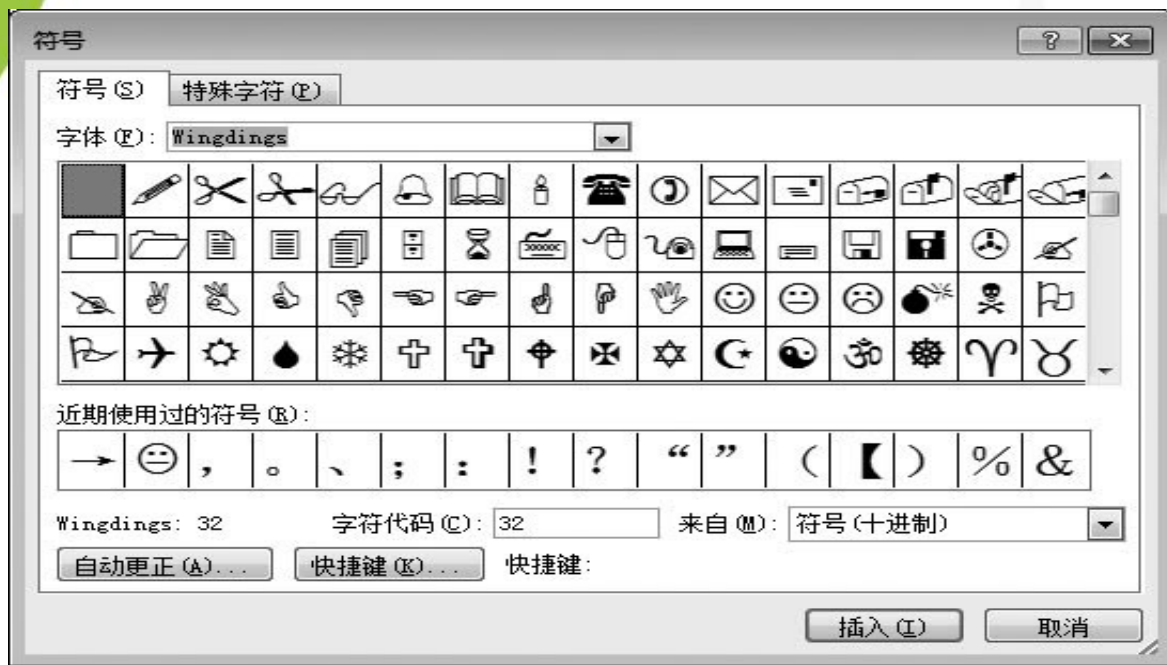 符号
符号(S) 特殊字符(P)
字体(F): Wingdings
近期使用过的符号(R):
→ 😐 , 。 、 ; : ! ? “ ” ( 【 ) % &
Wingdings: 32 字符代码(C): 32 来自(M): 符号(十进制)
自动更正(A)... 快捷键(K)... 快捷键:
插入(I) 取消